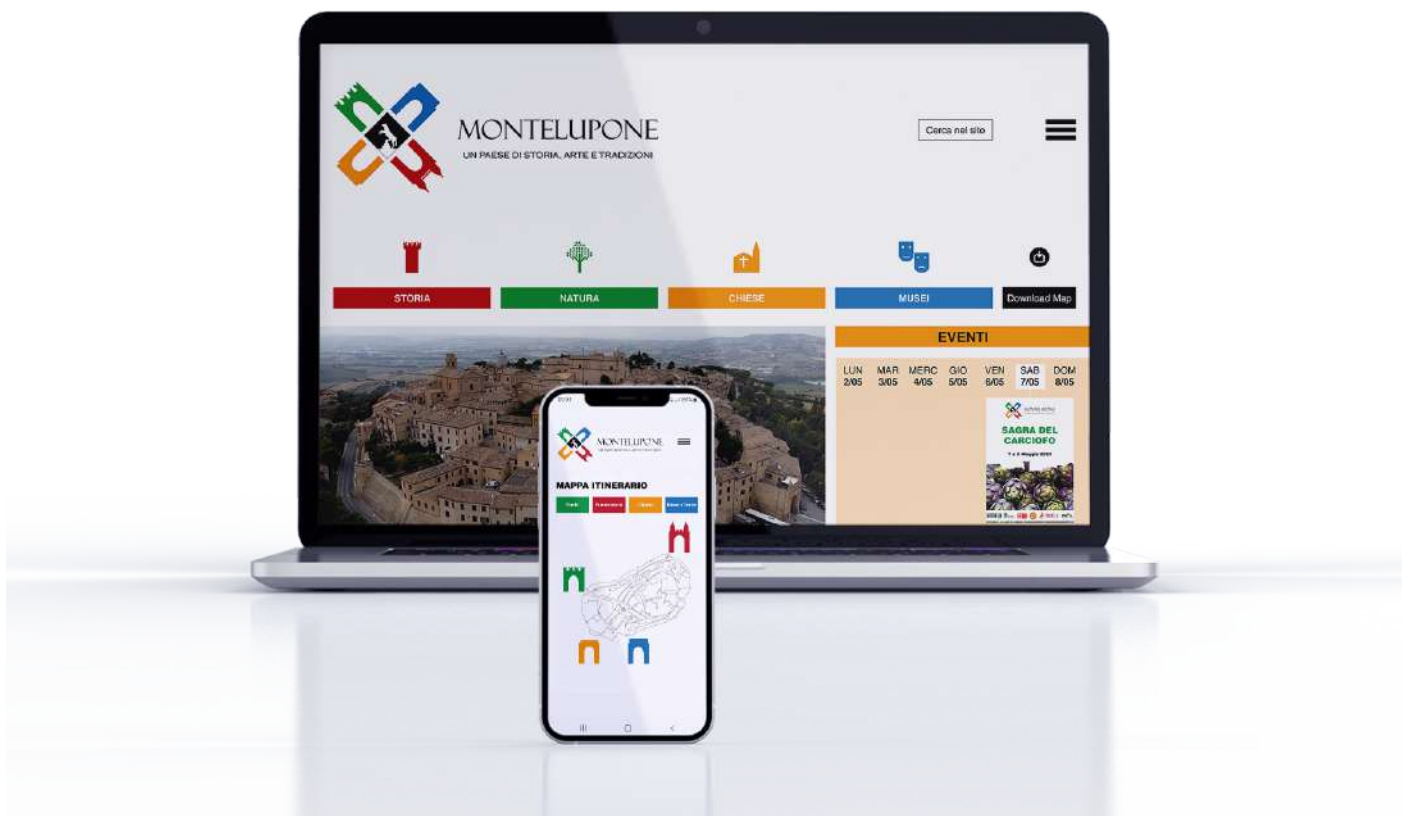 MONTELUPONE
UN PAESE DI STORIA, ARTE E TRADIZIONI
Cerca nel sito
STORIA
NATURA
CHIESE
MUSEI
Download Map
EVENTI
LUN MAR MERC GIO VEN SAB DOM
2/05 3/05 4/05 5/05 6/05 7/05 8/05
SAGRA DEL
CARCIOFO
MONTELUPONE
MAPPA ITINERARIO